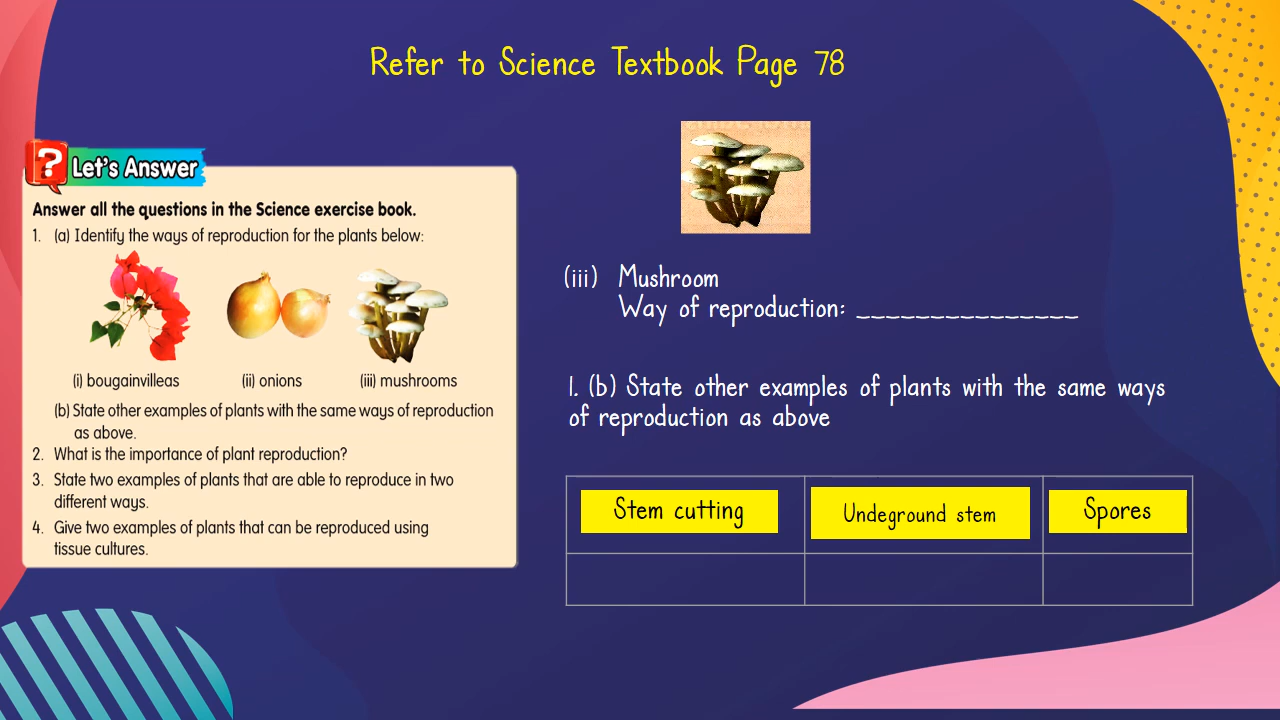 Refer to Science Textbook Page 78
? Let's Answer
Answer all the questions in the Science exercise book.
1. (a) Identify the ways of reproduction for the plants below:
(i) bougainvilleas (ii) onions (iii) mushrooms
(b) State other examples of plants with the same ways of reproduction
as above.
2. What is the importance of plant reproduction?
3. State two examples of plants that are able to reproduce in two
different ways.
4. Give two examples of plants that can be reproduced using
tissue cultures.
(iii) Mushroom
Way of reproduction: _______________
1. (b) State other examples of plants with the same ways
of reproduction as above
Stem cutting Undeground stem Spores